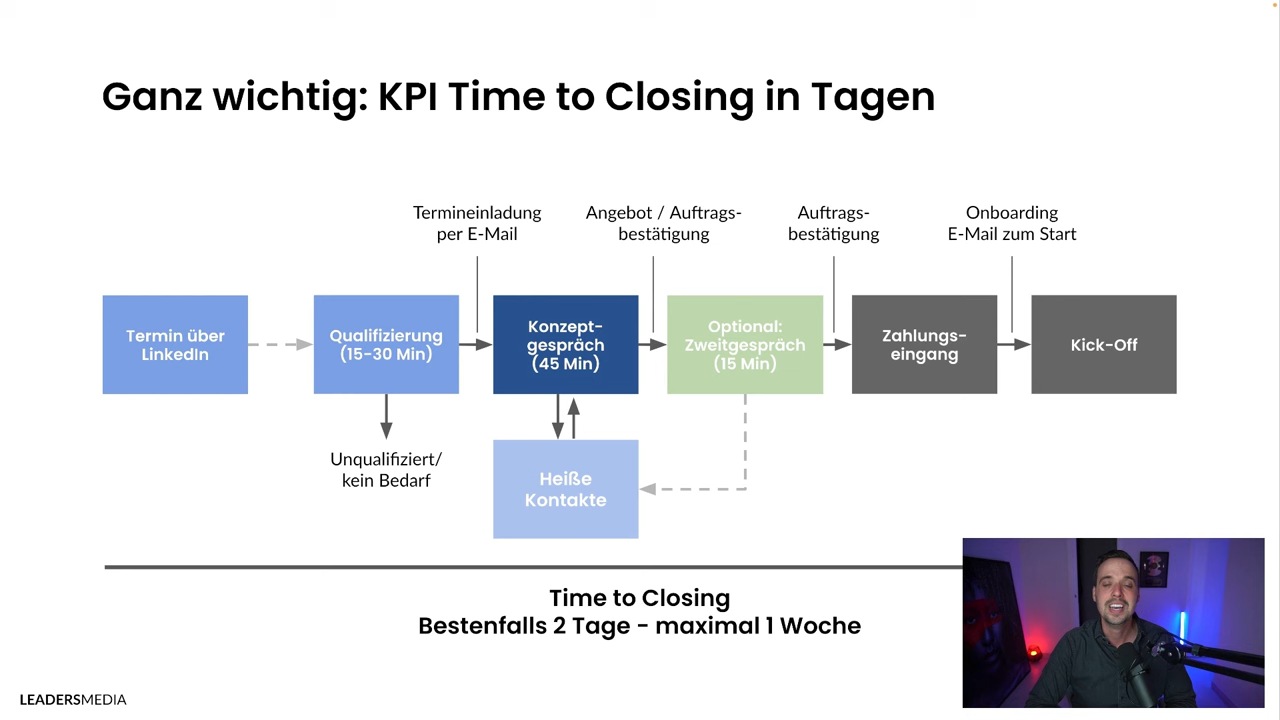 Ganz wichtig: KPI Time to Closing in Tagen
Termineinladung
per E-Mail
Angebot / Auftrags-
bestätigung
Auftrags-
bestätigung
Onboarding
E-Mail zum Start
Termin über
LinkedIn
Qualifizierung
(15-30 Min)
Konzept-
gespräch
(45 Min)
Optional:
Zweitgespräch
(15 Min)
Zahlungs-
eingang
Kick-Off
Unqualifiziert/
kein Bedarf
Heiße
Kontakte
Time to Closing
Bestenfalls 2 Tage - maximal 1 Woche
LEADERSMEDIA